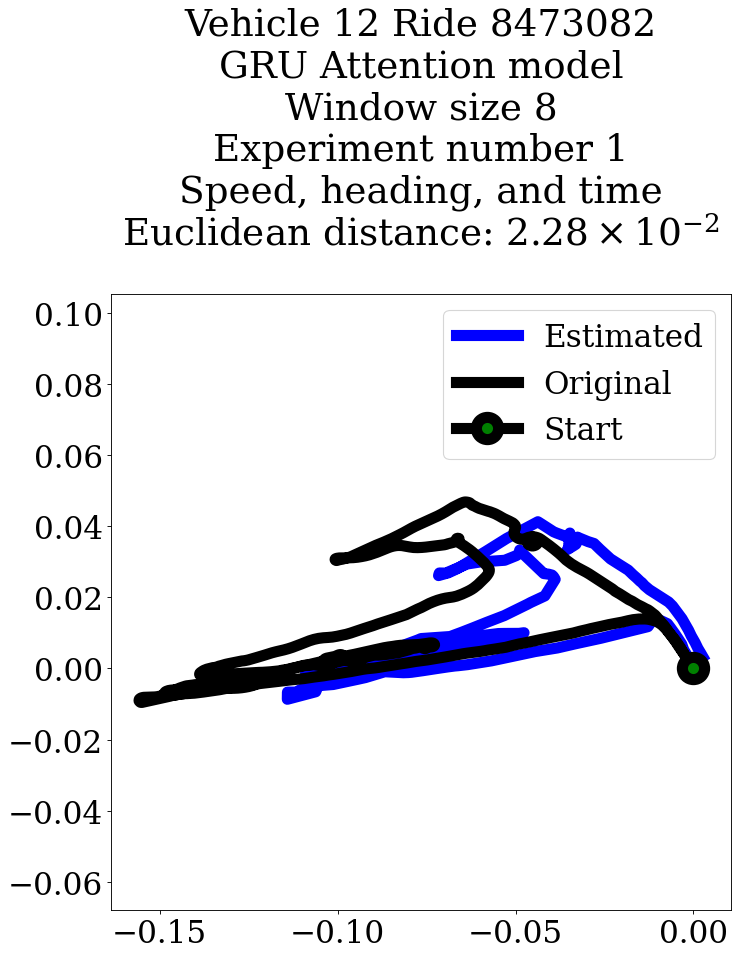 Vehicle 12 Ride 8473082
GRU Attention model
Window size 8
Experiment number 1
Speed, heading, and time
Euclidean distance: 2.28 × 10⁻²
Estimated
Original
Start
0.10
0.08
0.06
0.04
0.02
0.00
−0.02
−0.04
−0.06
−0.15
−0.10
−0.05
0.00